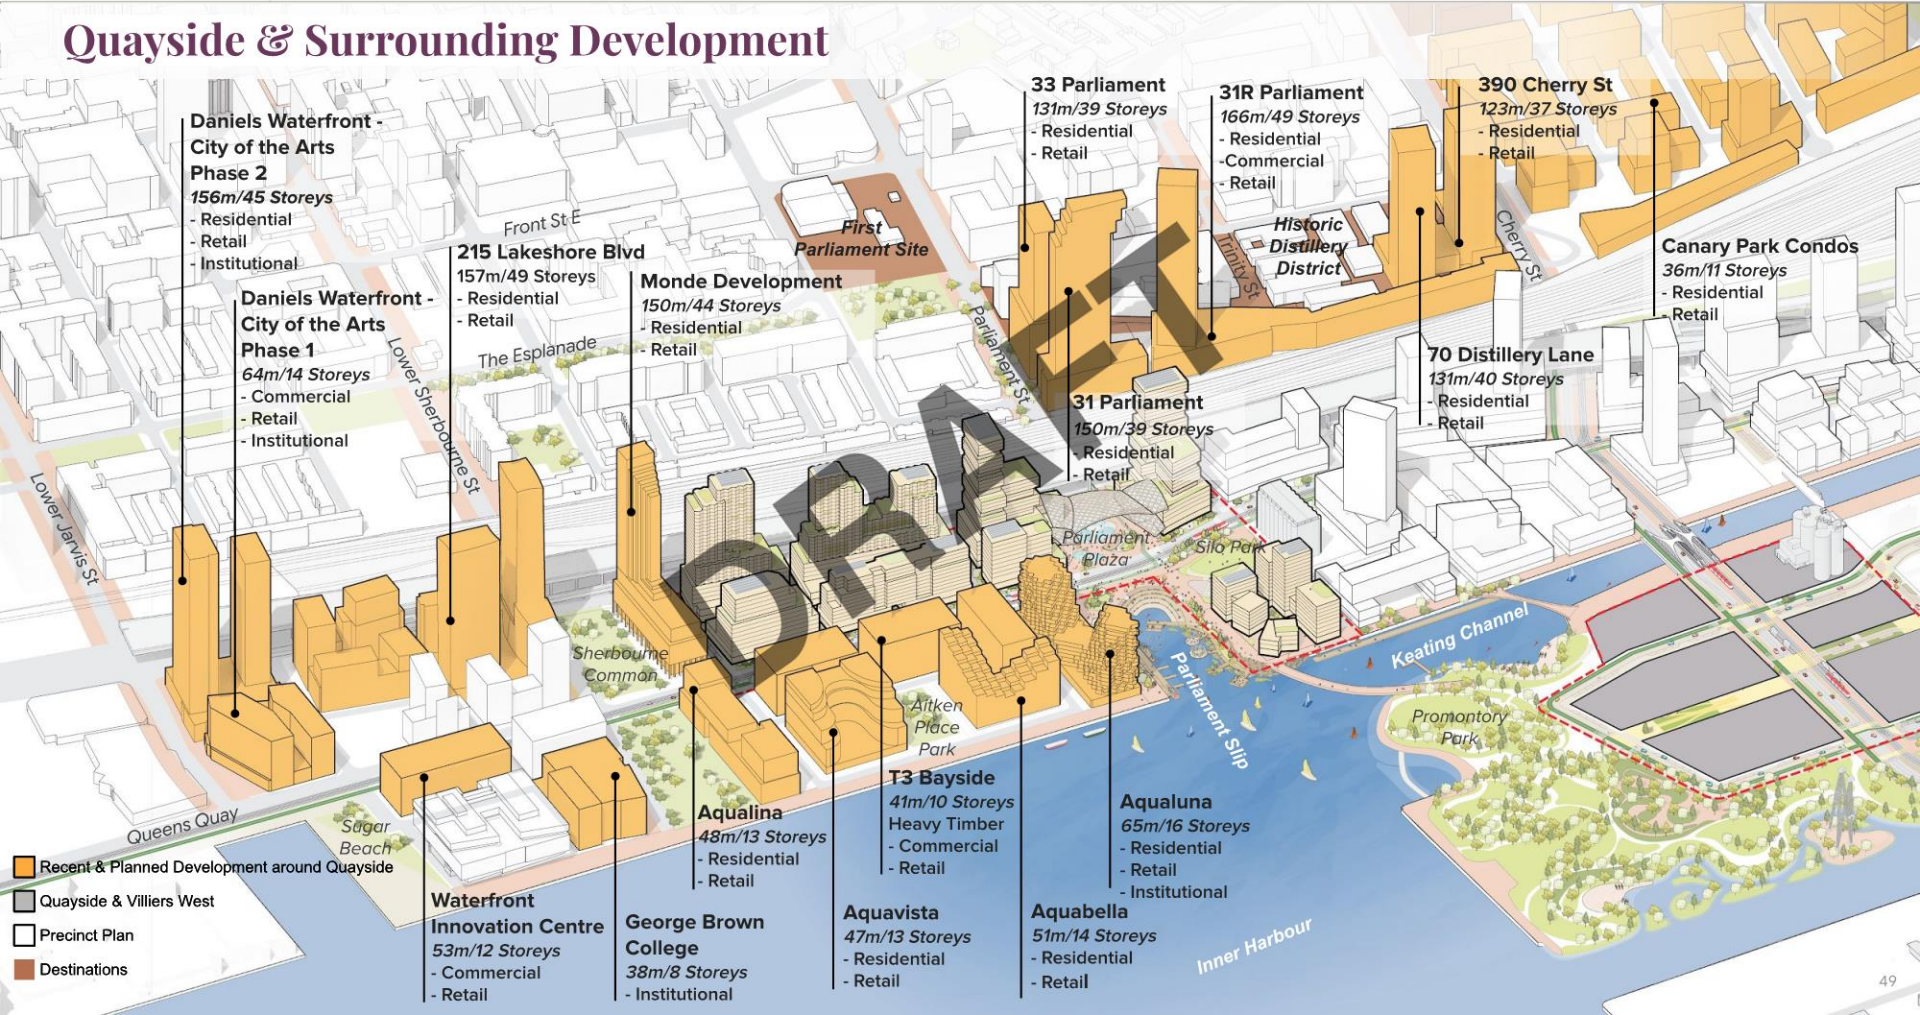 Quayside & Surrounding Development
Daniels Waterfront -
City of the Arts
Phase 2
156m/45 Storeys
- Residential
- Retail
- Institutional
Daniels Waterfront -
City of the Arts
Phase 1
64m/14 Storeys
- Commercial
- Retail
- Institutional
215 Lakeshore Blvd
157m/49 Storeys
- Residential
- Retail
Monde Development
150m/44 Storeys
- Residential
- Retail
33 Parliament
131m/39 Storeys
- Residential
- Retail
31R Parliament
166m/49 Storeys
- Residential
-Commercial
- Retail
390 Cherry St
123m/37 Storeys
- Residential
- Retail
Canary Park Condos
36m/11 Storeys
- Residential
- Retail
70 Distillery Lane
131m/40 Storeys
- Residential
- Retail
31 Parliament
150m/39 Storeys
- Residential
- Retail
First
Parliament Site
Historic
Distillery
District
Front St E
The Esplanade
Lower Sherbourne St
Lower Jarvis St
Parliament St
Trinity St
Cherry St
DRAFT
Parliament
Plaza
Silo Park
Sherbourne
Common
Aitken
Place
Park
Parliament Slip
Keating Channel
Promontory
Park
Queens Quay
Sugar
Beach
Inner Harbour
Waterfront
Innovation Centre
53m/12 Storeys
- Commercial
- Retail
George Brown
College
38m/8 Storeys
- Institutional
Aqualina
48m/13 Storeys
- Residential
- Retail
Aquavista
47m/13 Storeys
- Residential
- Retail
T3 Bayside
41m/10 Storeys
Heavy Timber
- Commercial
- Retail
Aquabella
51m/14 Storeys
- Residential
- Retail
Aqualuna
65m/16 Storeys
- Residential
- Retail
- Institutional
Recent & Planned Development around Quayside
Quayside & Villiers West
Precinct Plan
Destinations
49